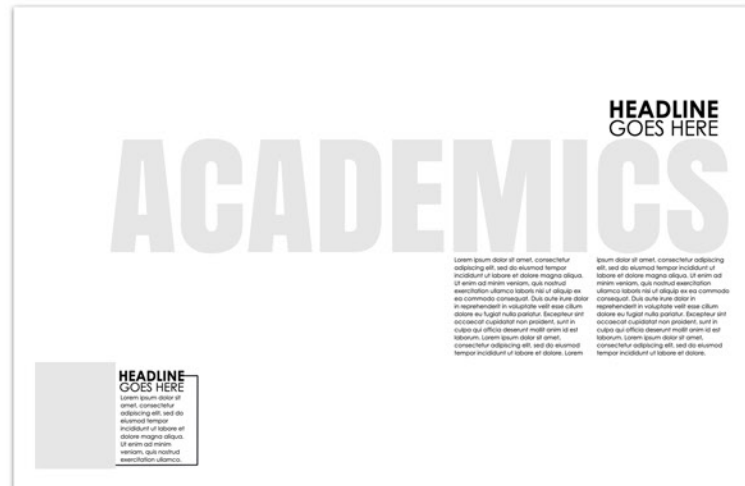 HEADLINE
GOES HERE
ACADEMICS
Lorem ipsum dolor sit amet, consectetur
adipiscing elit, sed do eiusmod tempor
incididunt ut labore et dolore magna aliqua.
Ut enim ad minim veniam, quis nostrud
exercitation ullamco laboris nisi ut aliquip ex
ea commodo consequat. Duis aute irure dolor
in reprehenderit in voluptate velit esse cillum
dolore eu fugiat nulla pariatur. Excepteur sint
occaecat cupidatat non proident, sunt in
culpa qui officia deserunt mollit anim id est
laborum. Lorem ipsum dolor sit amet,
consectetur adipiscing elit, sed do eiusmod
tempor incididunt ut labore et dolore. Lorem
ipsum dolor sit amet, consectetur adipiscing
elit, sed do eiusmod tempor incididunt ut
labore et dolore magna aliqua. Ut enim ad
minim veniam, quis nostrud exercitation
ullamco laboris nisi ut aliquip ex ea commodo
consequat. Duis aute irure dolor in
reprehenderit in voluptate velit esse cillum
dolore eu fugiat nulla pariatur. Excepteur sint
occaecat cupidatat non proident, sunt in
culpa qui officia deserunt mollit anim id est
laborum. Lorem ipsum dolor sit amet,
consectetur adipiscing elit, sed do eiusmod
tempor incididunt ut labore et dolore.
HEADLINE
GOES HERE
Lorem ipsum dolor sit
amet, consectetur
adipiscing elit, sed do
eiusmod tempor
incididunt ut labore et
dolore magna aliqua.
Ut enim ad minim
veniam, quis nostrud
exercitation ullamco.